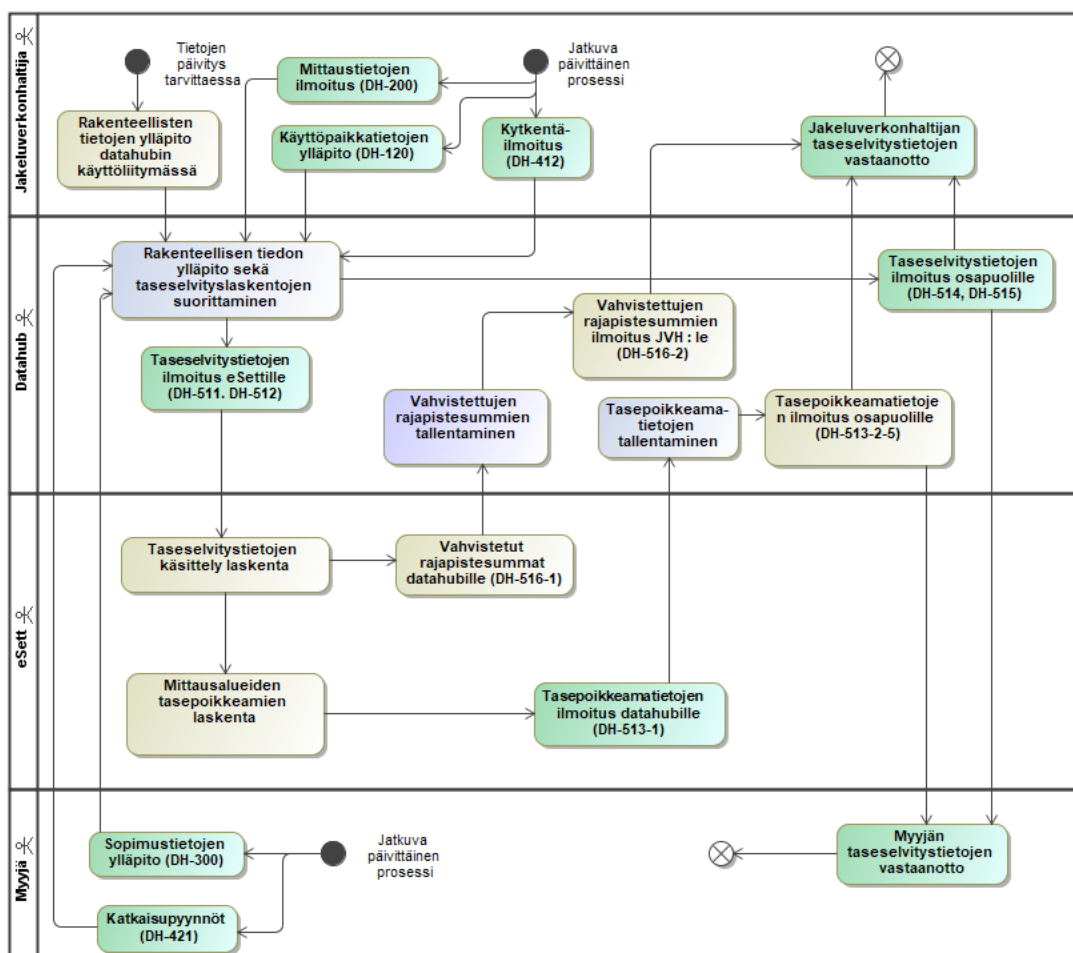 Jakeluverkonhaltija
Tietojen
päivitys
tarvittaessa
Rakenteellisten
tietojen ylläpito
datahubin
käyttöliitymässä
Mittaustietojen
ilmoitus (DH-200)
Käyttöpaikkatietojen
ylläpito (DH-120)
Jatkuva
päivittäinen
prosessi
Kytkentä-
ilmoitus
(DH-412)
Jakeluverkonhaltijan
taseselvitystietojen
vastaanotto
Datahub
Rakenteellisen tiedon
ylläpito sekä
taseselvityslaskentojen
suorittaminen
Taseselvitystietojen
ilmoitus eSettille
(DH-511. DH-512)
Vahvistettujen
rajapistesummien
tallentaminen
Vahvistettujen
rajapistesummien
ilmoitus JVH : le
(DH-516-2)
Tasepoikkeama-
tietojen
tallentaminen
Tasepoikkeamatietoje
n ilmoitus osapuolille
(DH-513-2-5)
Taseselvitystietojen
ilmoitus osapuolille
(DH-514, DH-515)
eSett
Taseselvitystietojen
käsittely laskenta
Vahvistetut
rajapistesummat
datahubille (DH-516-1)
Mittausalueiden
tasepoikkeamien
laskenta
Tasepoikkeamatietojen
ilmoitus datahubille
(DH-513-1)
Myyjä
Sopimustietojen
ylläpito (DH-300)
Katkaisupyynnöt
(DH-421)
Jatkuva
päivittäinen
prosessi
Myyjän
taseselvitystietojen
vastaanotto